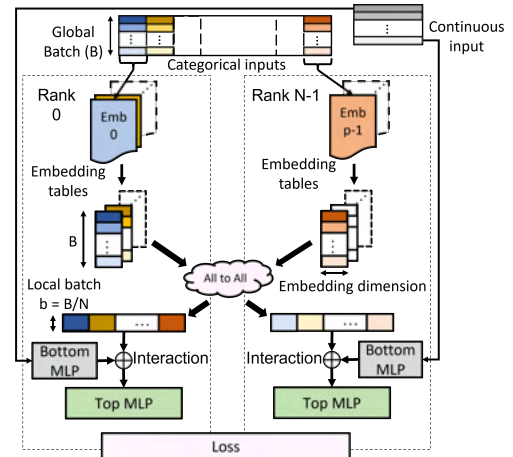 Global
Batch (B)
Categorical inputs
Continuous
input
Rank
0
Emb
0
Rank N-1
Emb
p-1
Embedding
tables
Embedding
tables
B
All to All
Local batch
b = B/N
Embedding dimension
Bottom
MLP
Interaction
Interaction
Bottom
MLP
Top MLP
Top MLP
Loss